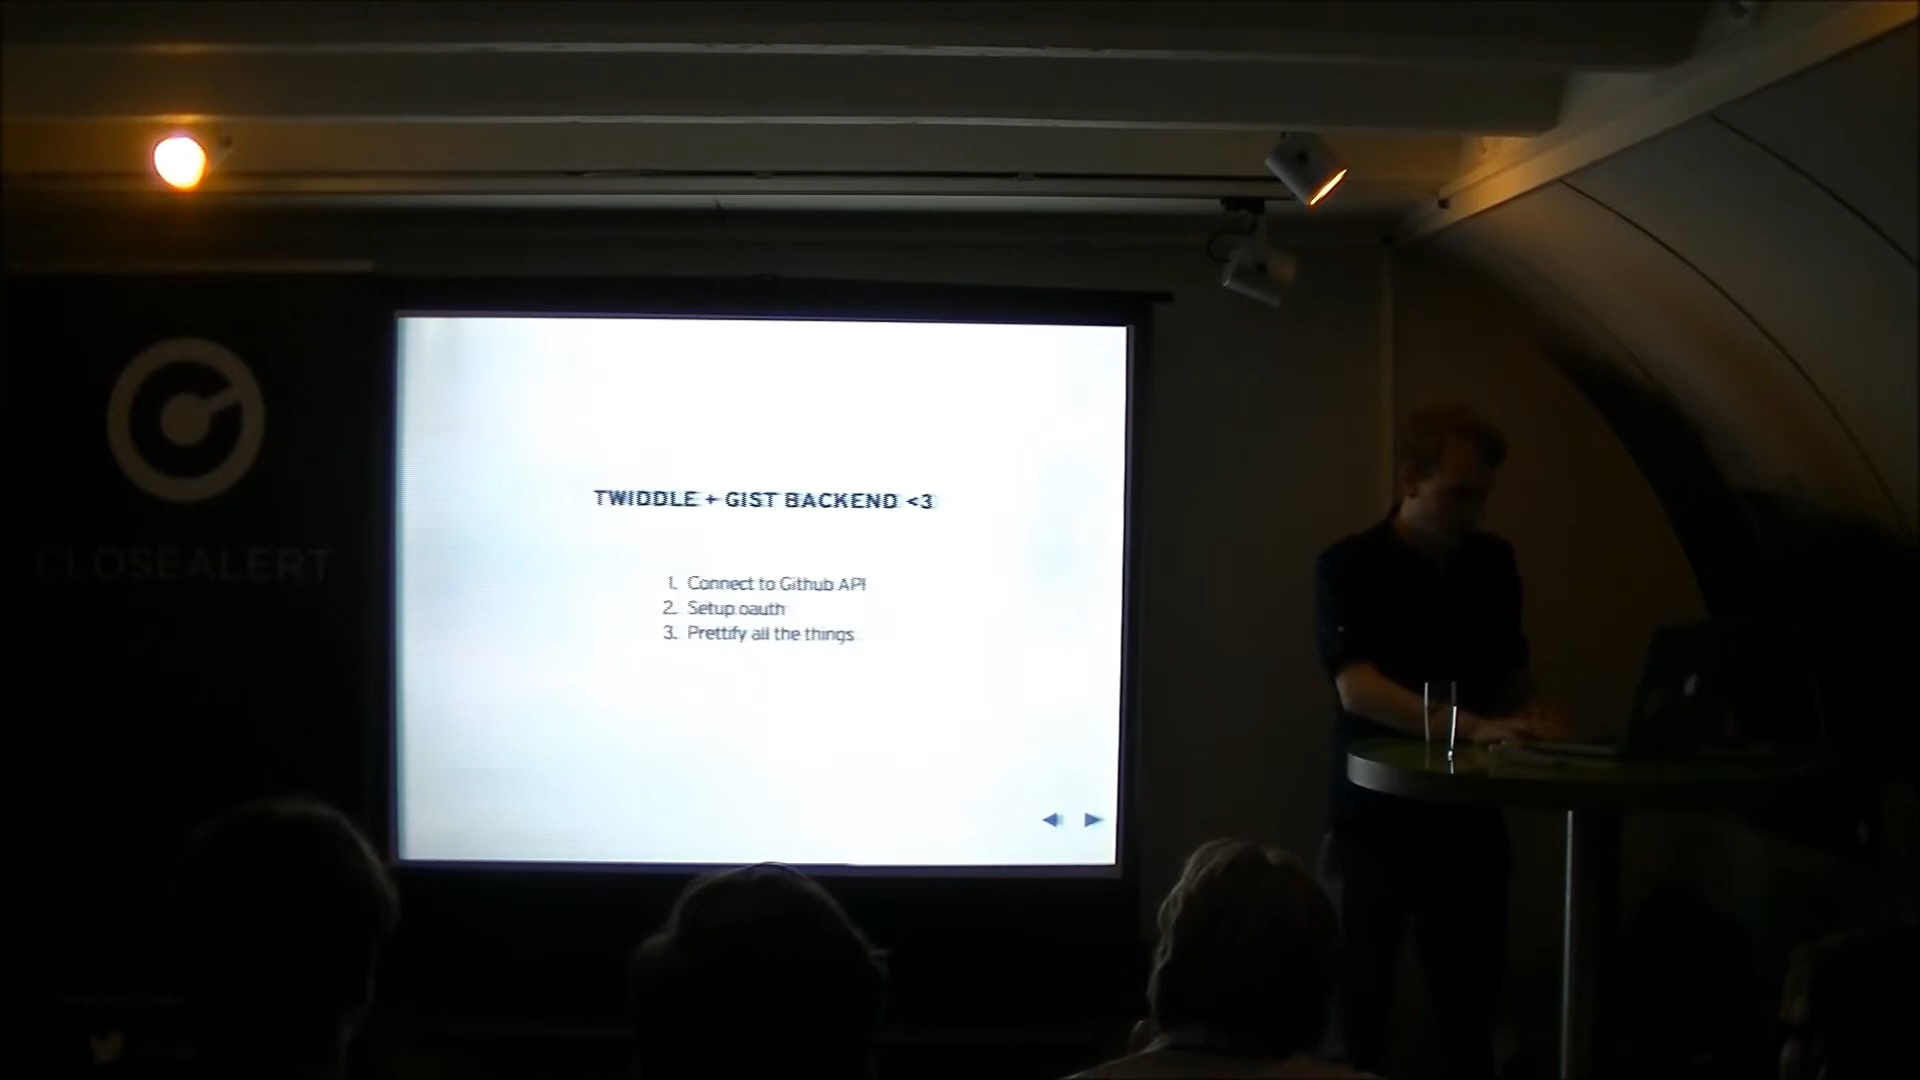 CLOSEALERT
TWIDDLE + GIST BACKEND <3
1. Connect to Github API
2. Setup oauth
3. Prettify all the things